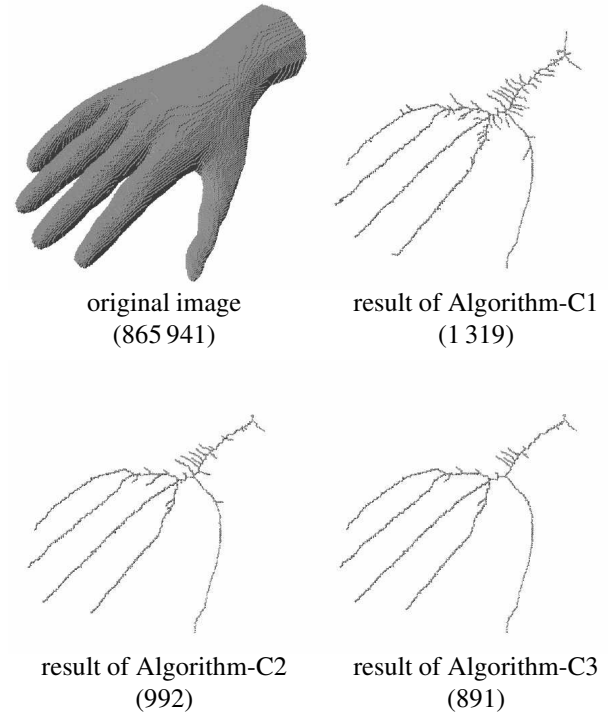 original image
(865 941)
result of Algorithm-C1
(1 319)
result of Algorithm-C2
(992)
result of Algorithm-C3
(891)